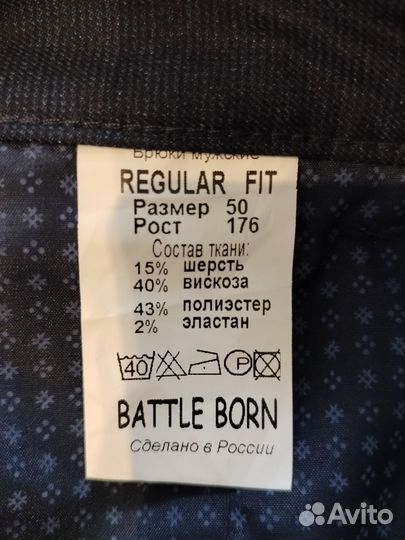 Брюки мужские
REGULAR FIT
Размер 50
Рост 176
Состав ткани:
15% шерсть
40% вискоза
43% полиэстер
2% эластан
40 P
BATTLE BORN
Сделано в России
Avito